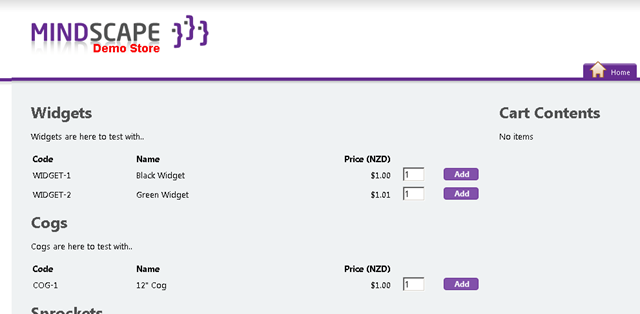 MINDSCAPE
Demo Store
Home
Widgets
Widgets are here to test with..
Code Name Price (NZD)
WIDGET-1 Black Widget $1.00 1 Add
WIDGET-2 Green Widget $1.01 1 Add
Cogs
Cogs are here to test with..
Code Name Price (NZD)
COG-1 12" Cog $1.00 1 Add
Sprockets
Cart Contents
No items